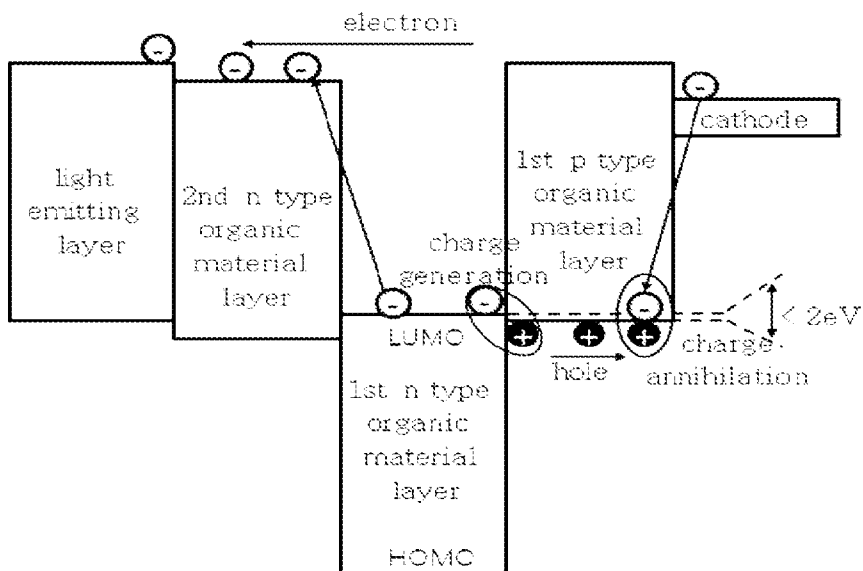 electron
cathode
light
emitting
layer
2nd n type
organic
material
layer
1st p type
organic
material
layer
charge
generation
< 2eV
LUMO
hole
charge
annihilation
1st n type
organic
material
layer
HOMO